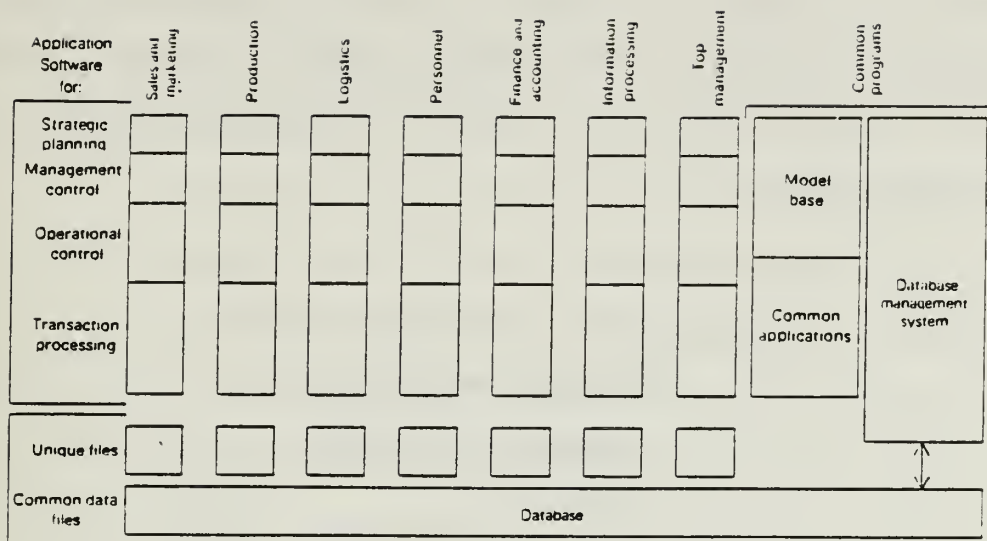 Application
Software
for:
Sales and
marketing
Production
Logistics
Personnel
Finance and
accounting
Information
processing
Top
management
Common
programs
Strategic
planning
Management
control
Operational
control
Transaction
processing
Model
base
Common
applications
Database
management
system
Unique files
Common data
files
Database